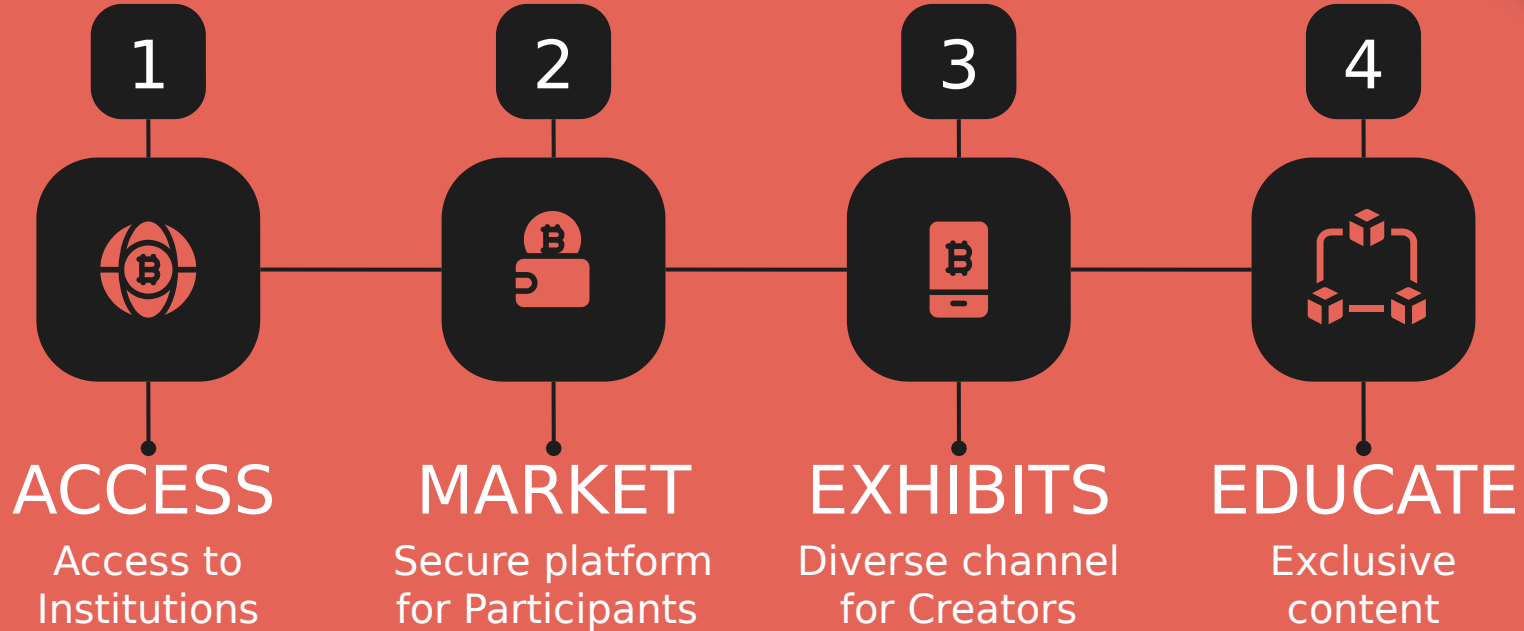 1
2
3
4
ACCESS
Access to
Institutions
MARKET
Secure platform
for Participants
EXHIBITS
Diverse channel
for Creators
EDUCATE
Exclusive
content